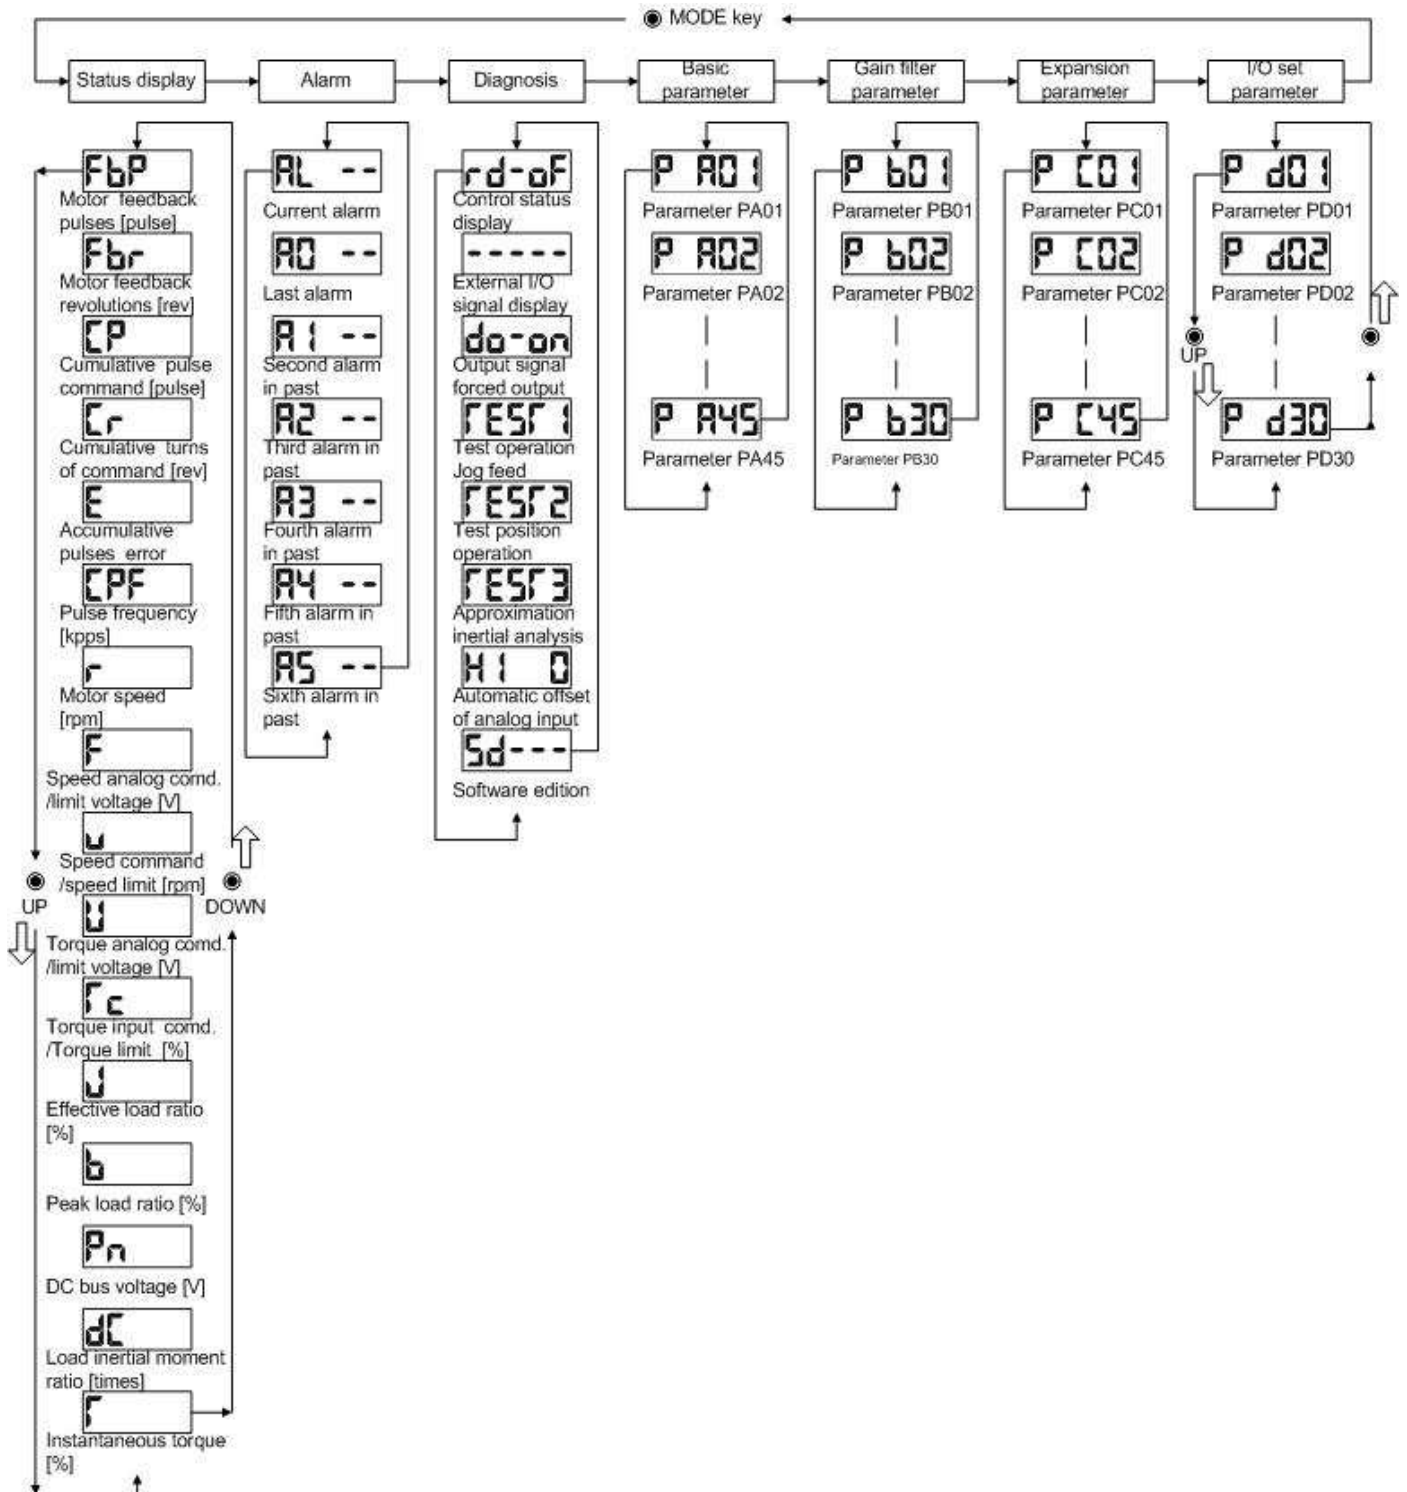 MODE key
Status display
Alarm
Diagnosis
Basic
parameter
Gain filter
parameter
Expansion
parameter
I/O set
parameter
FbP
Motor feedback
pulses [pulse]
Fbr
Motor feedback
revolutions [rev]
CP
Cumulative pulse
command [pulse]
Cr
Cumulative turns
of command [rev]
E
Accumulative
pulses error
CPF
Pulse frequency
[kpps]
r
Motor speed
[rpm]
F
Speed analog comd.
/limit voltage [V]
u
Speed command
/speed limit [rpm]
U
Torque analog comd.
/limit voltage [V]
Tc
Torque input comd.
/Torque limit [%]
J
Effective load ratio
[%]
b
Peak load ratio [%]
Pn
DC bus voltage [V]
dC
Load inertial moment
ratio [times]
T
Instantaneous torque
[%]
UP
DOWN
AL --
Current alarm
A0 --
Last alarm
A1 --
Second alarm
in past
A2 --
Third alarm in
past
A3 --
Fourth alarm
in past
A4 --
Fifth alarm in
past
A5 --
Sixth alarm in
past
rd-oF
Control status
display
-----
External I/O
signal display
do-on
Output signal
forced output
TEST1
Test operation
Jog feed
TEST2
Test position
operation
TEST3
Approximation
inertial analysis
H1 0
Automatic offset
of analog input
Sd---
Software edition
P A01
Parameter PA01
P A02
Parameter PA02
P A45
Parameter PA45
P b01
Parameter PB01
P b02
Parameter PB02
P b30
Parameter PB30
P C01
Parameter PC01
P C02
Parameter PC02
P C45
Parameter PC45
P d01
Parameter PD01
P d02
Parameter PD02
UP
P d30
Parameter PD30